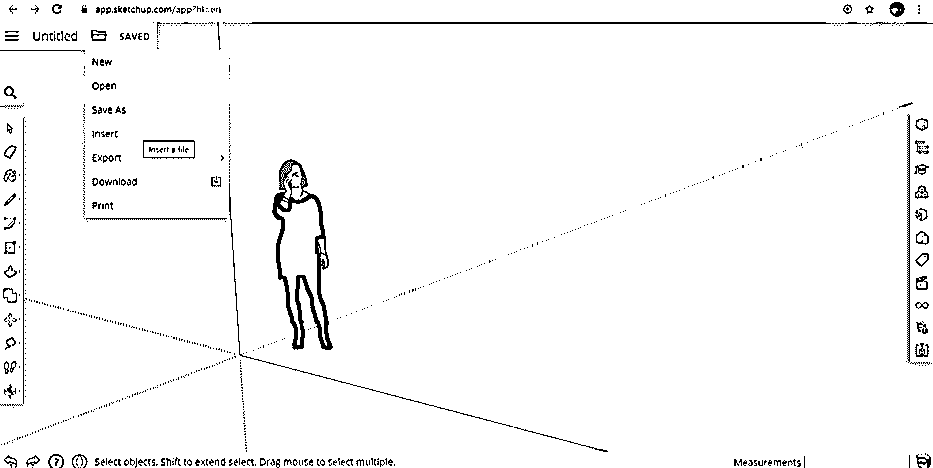 app.sketchup.com/app?hl=en
Untitled SAVED
New
Open
Save As
Insert
Insert a file
Export
Download
Print
Select objects. Shift to extend select. Drag mouse to select multiple.
Measurements